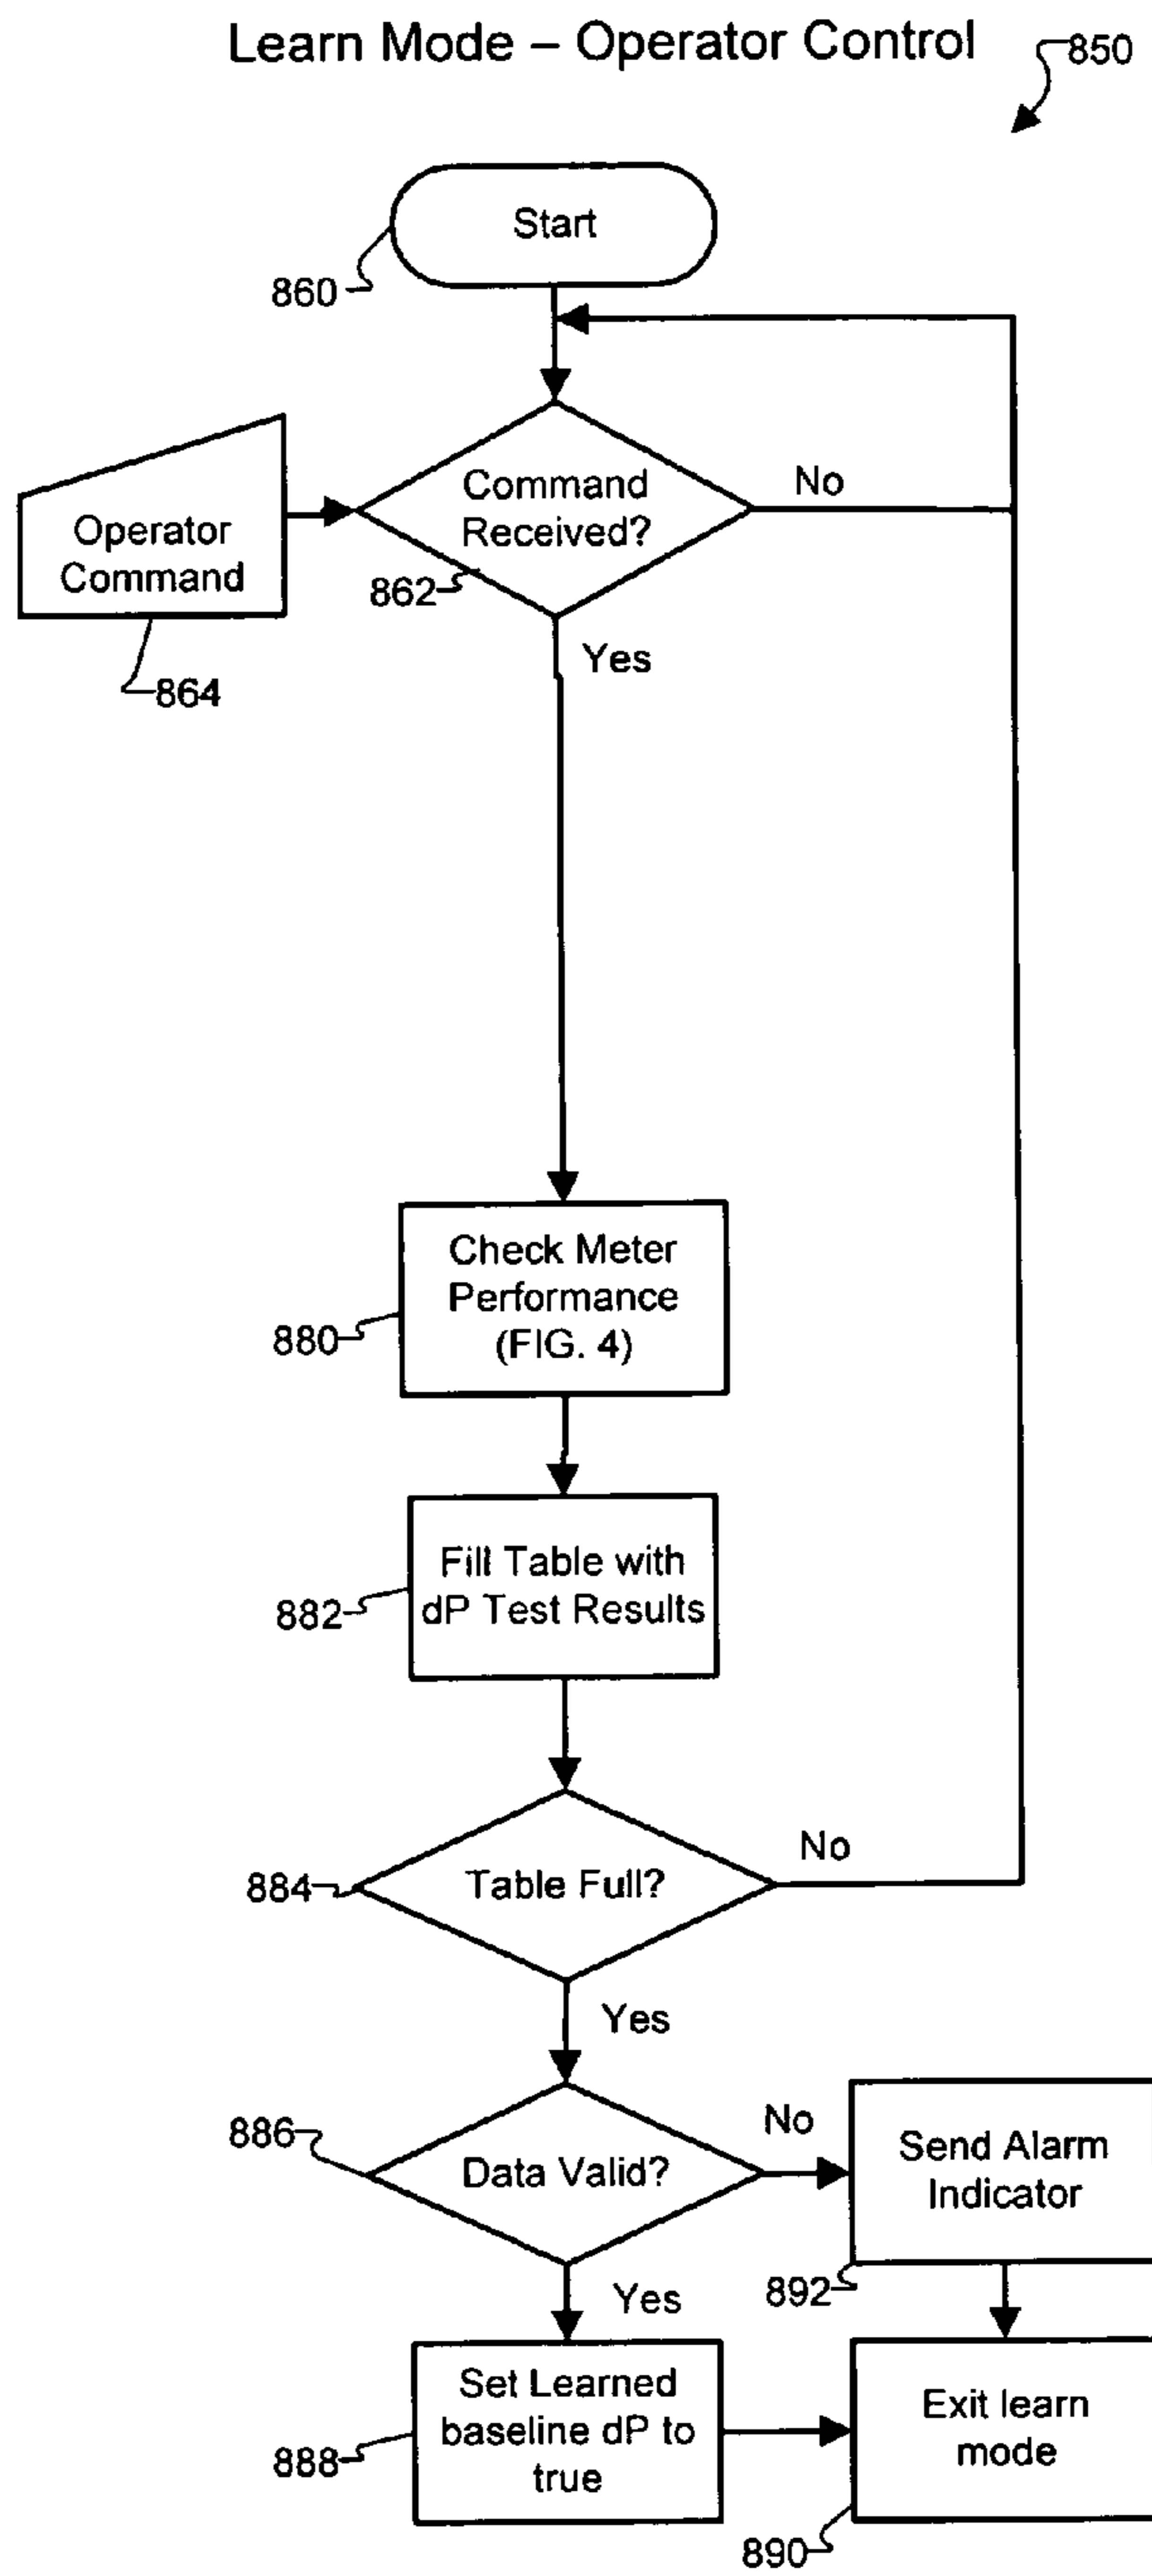 Learn Mode – Operator Control
850
Start
860
Command
Received?
No
862
Operator
Command
864
Yes
Check Meter
Performance
(FIG. 4)
880
Fill Table with
dP Test Results
882
Table Full?
No
884
Yes
Data Valid?
No
886
Send Alarm
Indicator
892
Yes
Set Learned
baseline dP to
true
888
Exit learn
mode
890